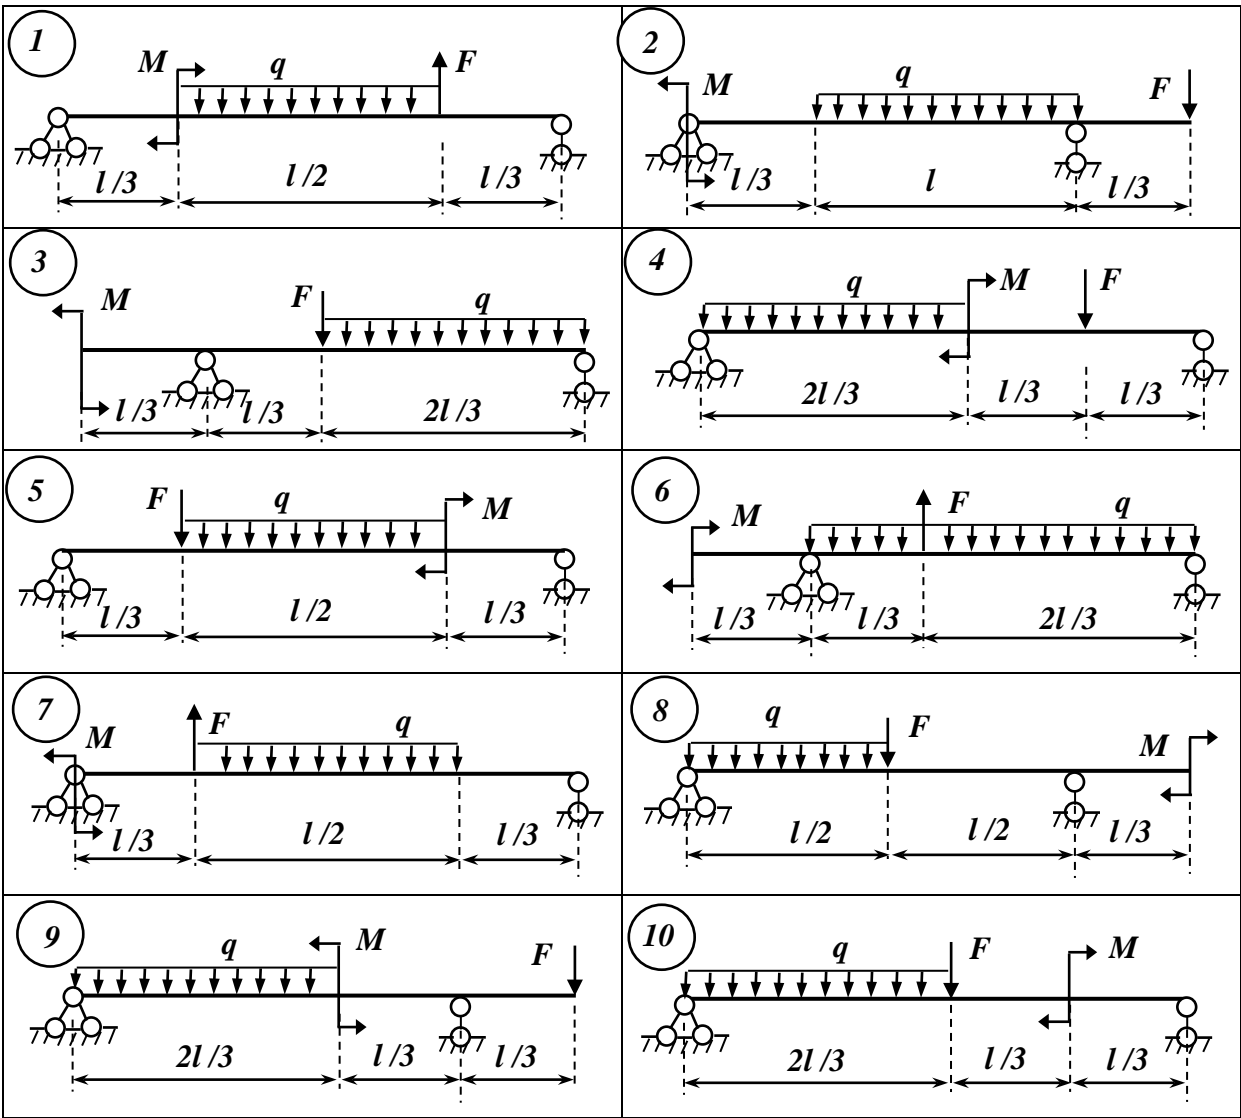 1
M q F
l/3 l/2 l/3
2
M q F
l/3 l l/3
3
M F q
l/3 l/3 2l/3
4
q M F
2l/3 l/3 l/3
5
F q M
l/3 l/2 l/3
6
M F q
l/3 l/3 2l/3
7
M F q
l/3 l/2 l/3
8
q F M
l/2 l/2 l/3
9
q M F
2l/3 l/3 l/3
10
q F M
2l/3 l/3 l/3